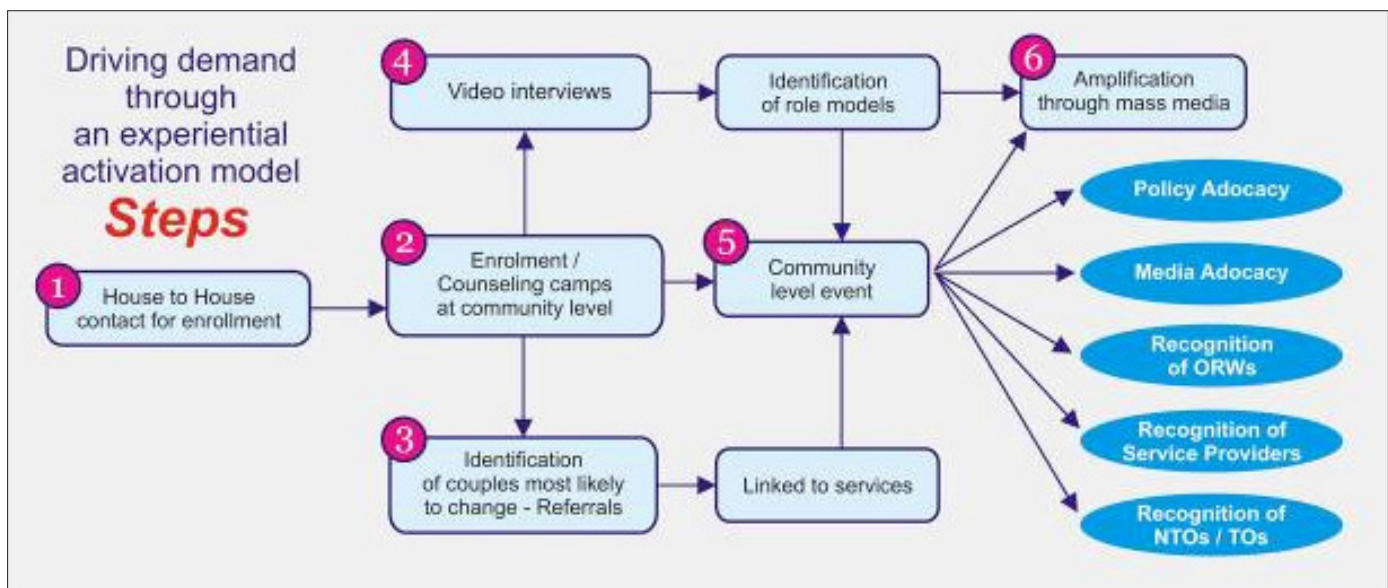 Driving demand
through
an experiential
activation model
Steps
1
House to House
contact for enrollment
2
Enrolment /
Counseling camps
at community level
3
Identification
of couples most likely
to change - Referrals
Linked to services
4
Video interviews
Identification
of role models
5
Community
level event
6
Amplification
through mass media
Policy Adocacy
Media Adocacy
Recognition
of ORWs
Recognition of
Service Providers
Recognition of
NTOs / TOs